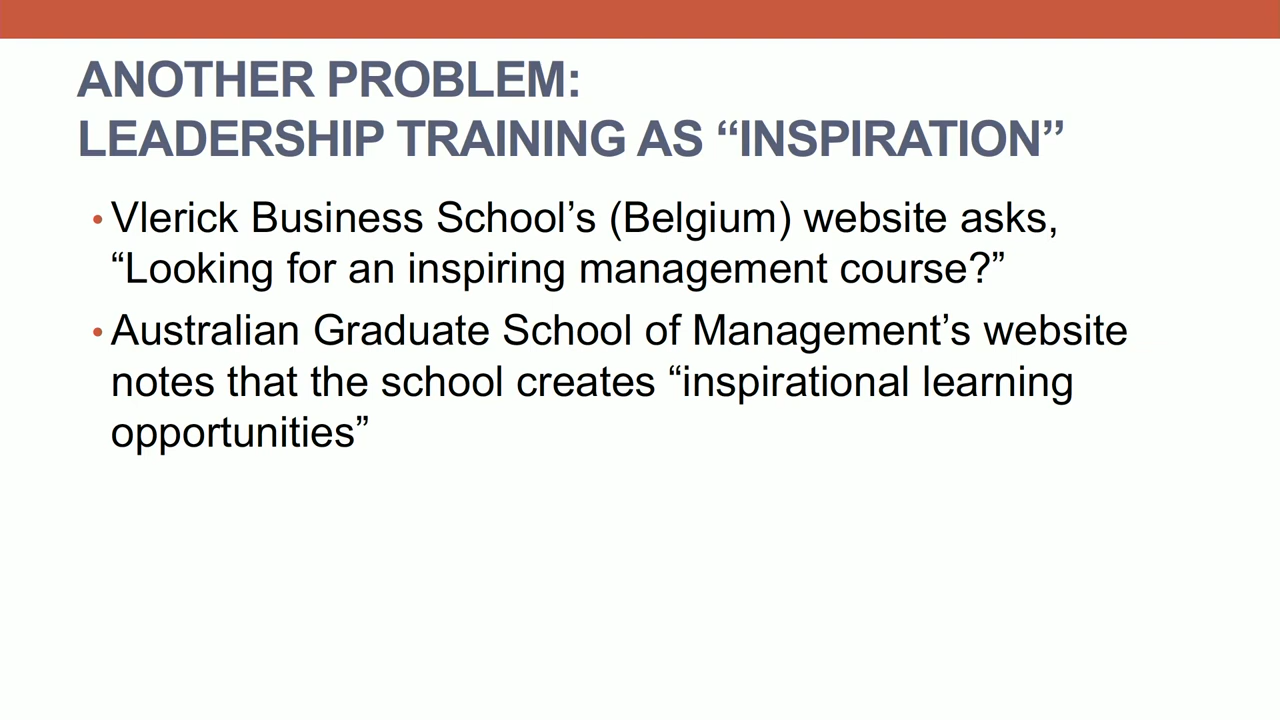 ANOTHER PROBLEM:
LEADERSHIP TRAINING AS “INSPIRATION”
• Vlerick Business School’s (Belgium) website asks,
“Looking for an inspiring management course?”
• Australian Graduate School of Management’s website
notes that the school creates “inspirational learning
opportunities”